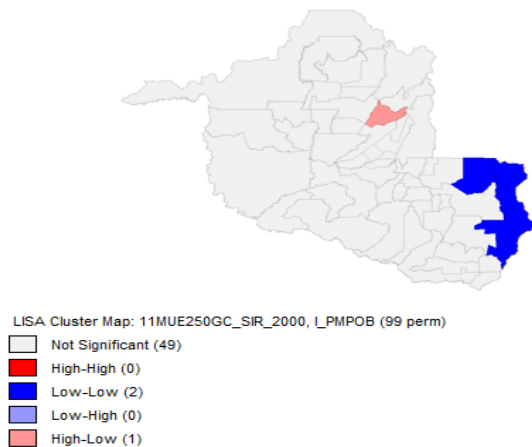 LISA Cluster Map: 11MUE250GC_SIR_2000, I_PMPOB (99 perm)
Not Significant (49)
High-High (0)
Low-Low (2)
Low-High (0)
High-Low (1)